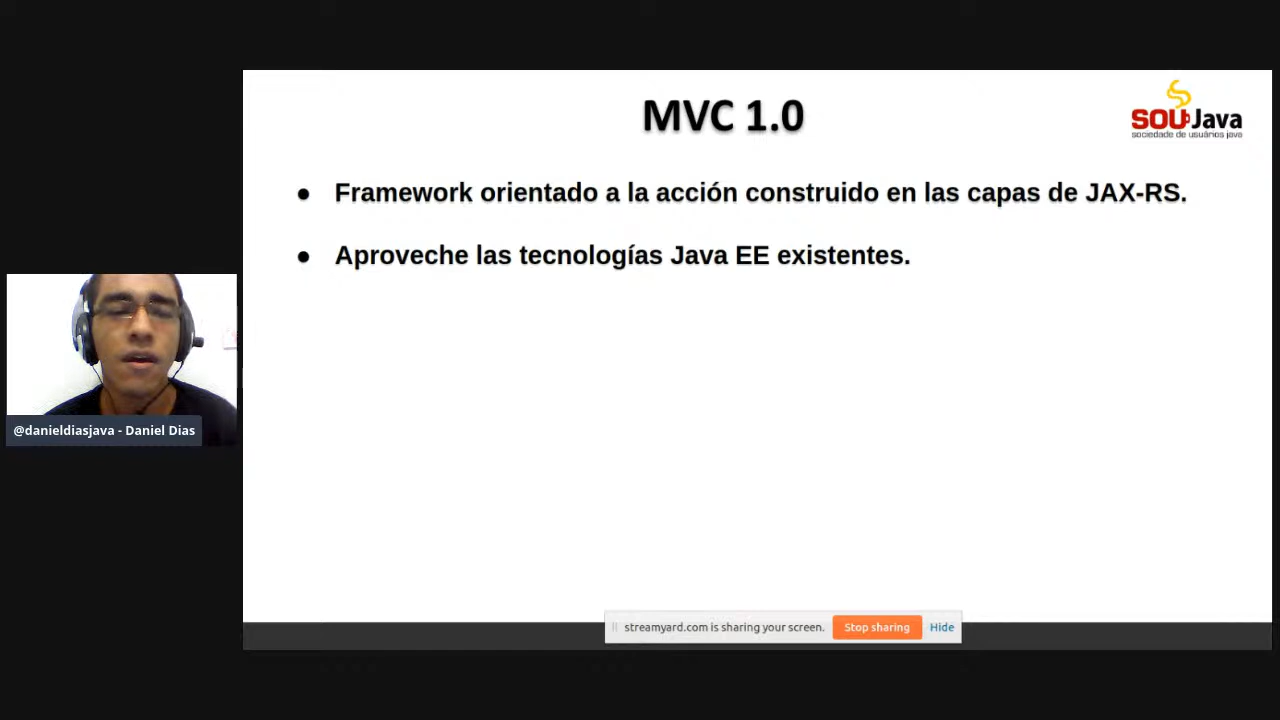 MVC 1.0
SOUJava
sociedade de usuários java
● Framework orientado a la acción construido en las capas de JAX-RS.
● Aproveche las tecnologías Java EE existentes.
@danieldiasjava - Daniel Dias
streamyard.com is sharing your screen. Stop sharing Hide